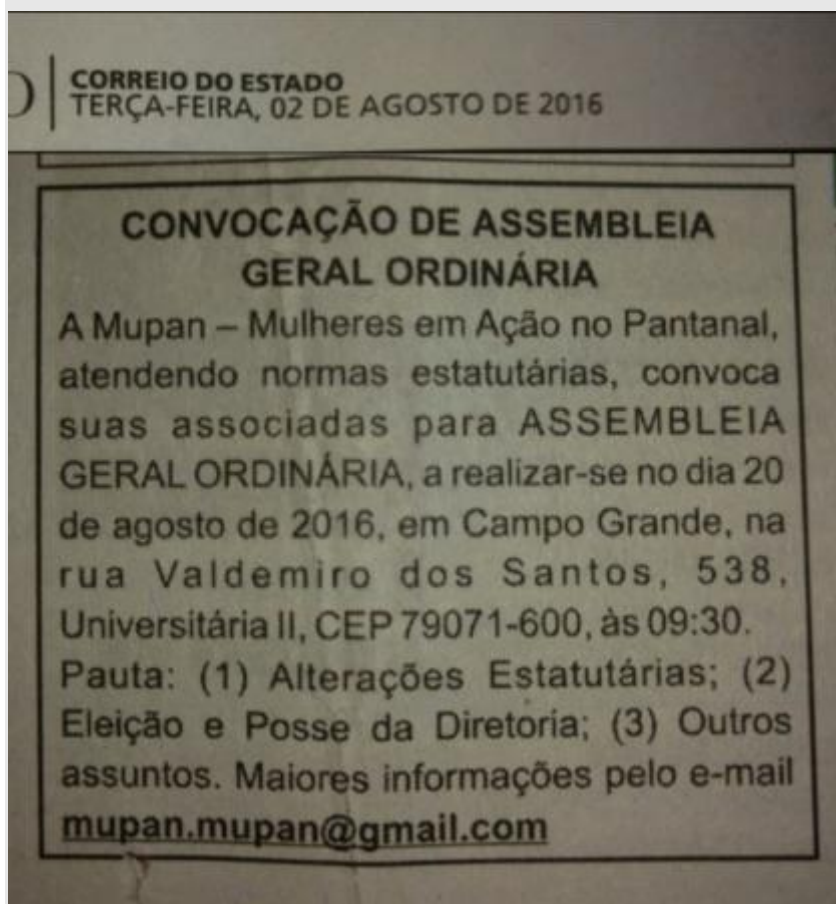 CORREIO DO ESTADO
TERÇA-FEIRA, 02 DE AGOSTO DE 2016
CONVOCAÇÃO DE ASSEMBLEIA
GERAL ORDINÁRIA
A Mupan – Mulheres em Ação no Pantanal,
atendendo normas estatutárias, convoca
suas associadas para ASSEMBLEIA
GERAL ORDINÁRIA, a realizar-se no dia 20
de agosto de 2016, em Campo Grande, na
rua Valdemiro dos Santos, 538,
Universitária II, CEP 79071-600, às 09:30.
Pauta: (1) Alterações Estatutárias; (2)
Eleição e Posse da Diretoria; (3) Outros
assuntos. Maiores informações pelo e-mail
mupan.mupan@gmail.com